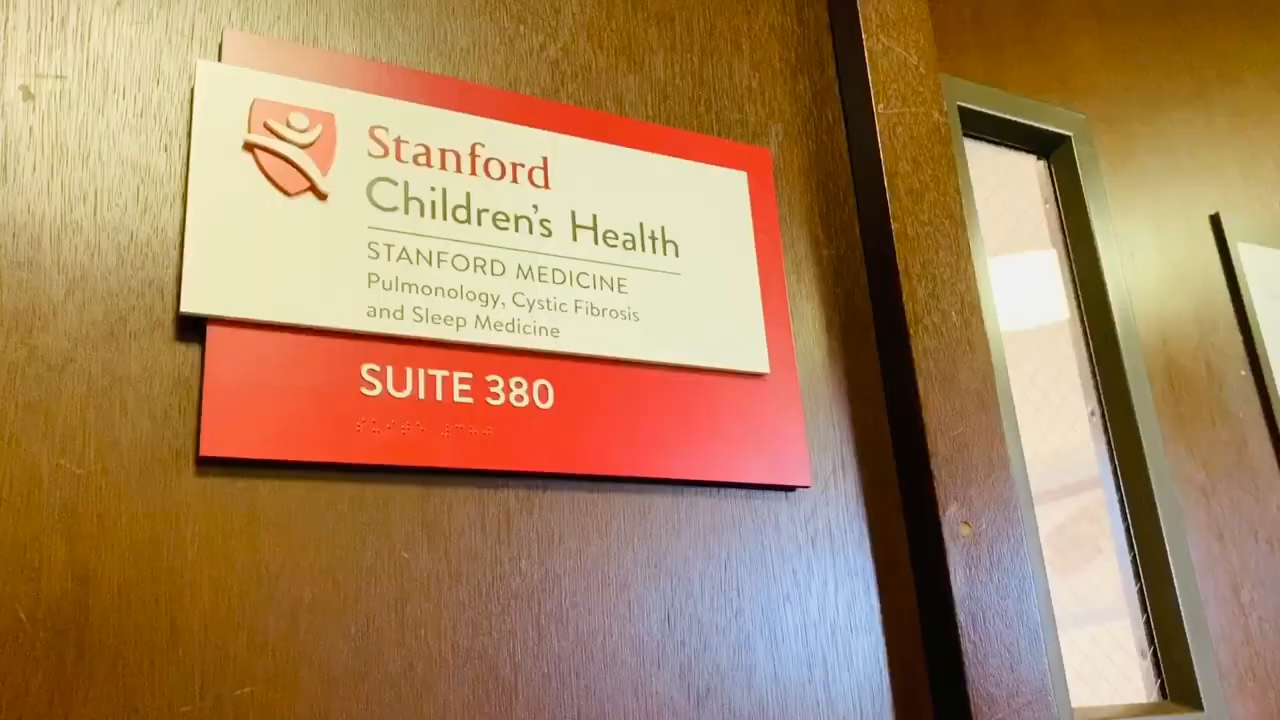 Stanford
Children's Health
STANFORD MEDICINE
Pulmonology, Cystic Fibrosis
and Sleep Medicine
SUITE 380